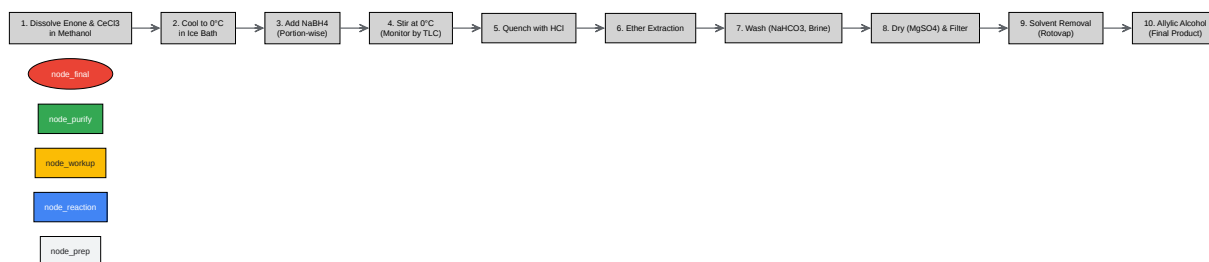 1. Dissolve Enone & CeCl3
in Methanol
2. Cool to 0°C
in Ice Bath
3. Add NaBH4
(Portion-wise)
4. Stir at 0°C
(Monitor by TLC)
5. Quench with HCl
6. Ether Extraction
7. Wash (NaHCO3, Brine)
8. Dry (MgSO4) & Filter
9. Solvent Removal
(Rotovap)
10. Allylic Alcohol
(Final Product)
node_final
node_purify
node_workup
node_reaction
node_prep